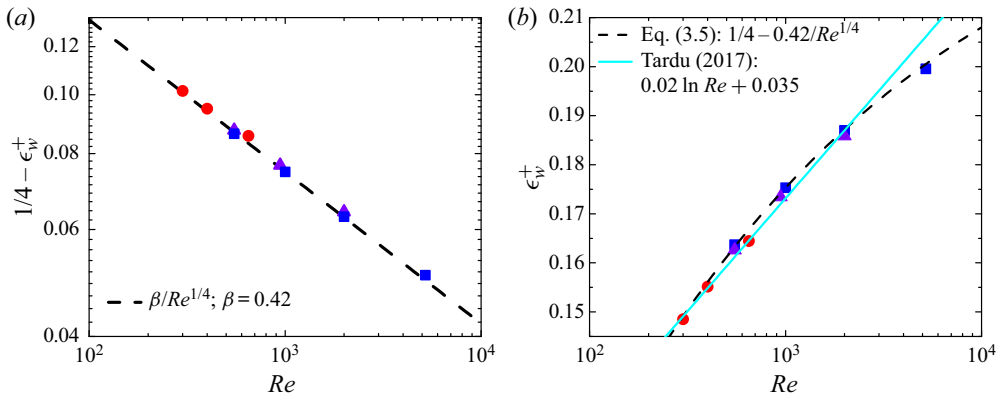 (a)
0.12
0.10
0.08
0.06
0.04
1/4 – ϵ_w^+
β/Re^{1/4}; β = 0.42
10^2
10^3
10^4
Re
(b)
0.21
0.20
0.19
0.18
0.17
0.16
0.15
ϵ_w^+
Eq. (3.5): 1/4 – 0.42/Re^{1/4}
Tardu (2017):
0.02 ln Re + 0.035
10^2
10^3
10^4
Re